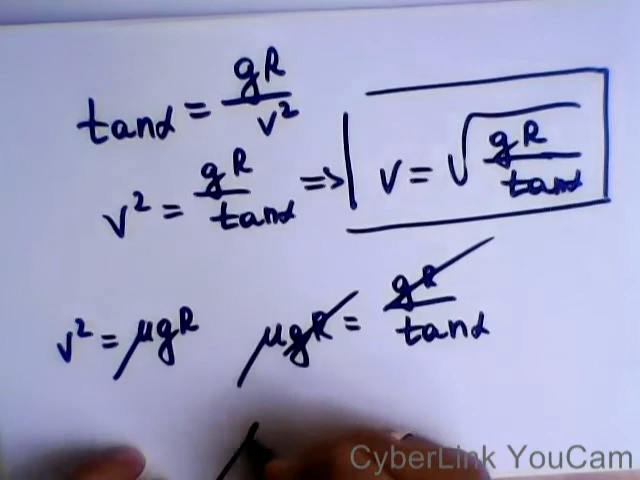 tanα = gR / v²
v² = gR / tanα => v = √(gR / tanα)
v² = μgR μgR = gR / tanα
CyberLink YouCam